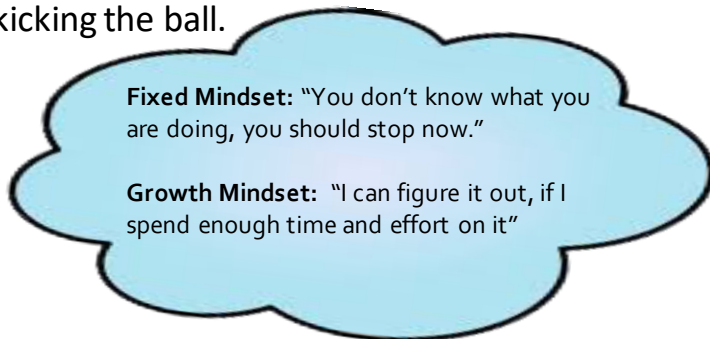 kicking the ball.
Fixed Mindset: “You don’t know what you
are doing, you should stop now.”
Growth Mindset: “I can figure it out, if I
spend enough time and effort on it”